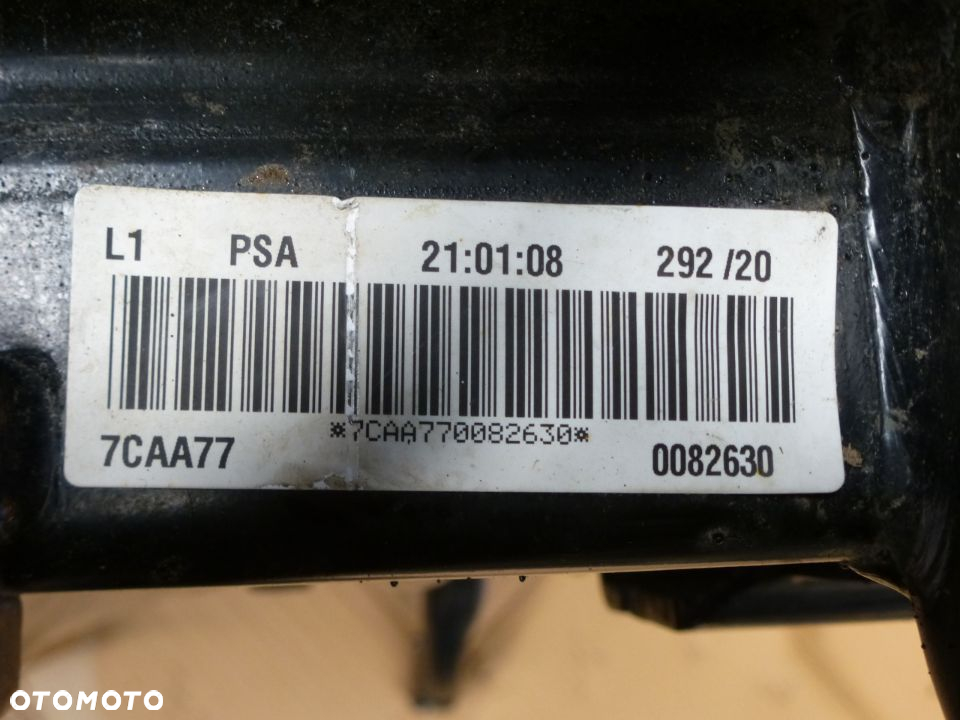 L1 PSA 21:01:08 292 /20
*7CAA770082630*
7CAA77 0082630
OTOMOTO